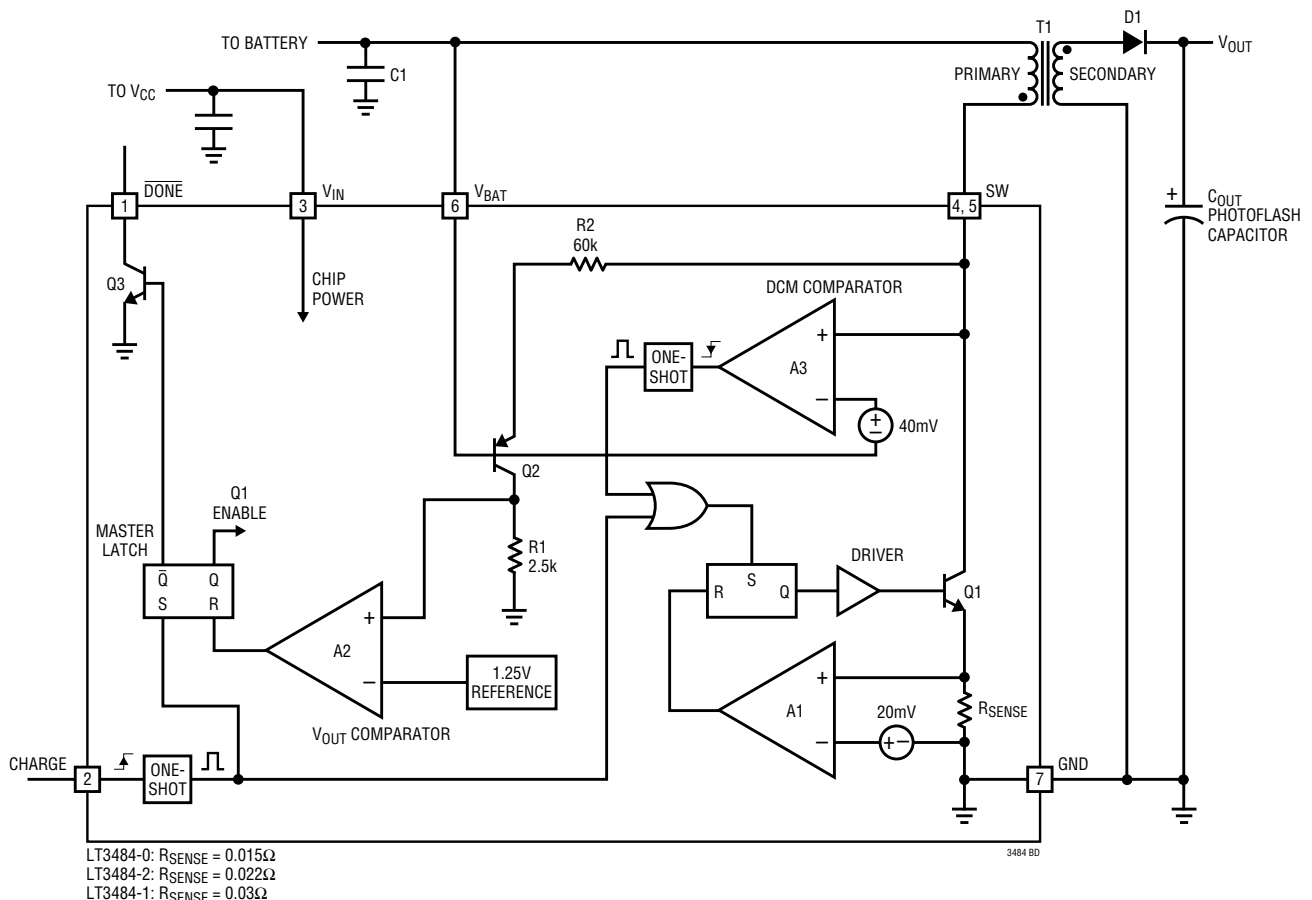 T1
D1
TO BATTERY
VOUT
C1
PRIMARY
SECONDARY
TO VCC
DONE
VIN
VBAT
SW
1
3
6
4, 5
R2
60k
+
COUT
PHOTOFLASH
CAPACITOR
Q3
CHIP
POWER
DCM COMPARATOR
ONE-
SHOT
A3
+
−
+
−
40mV
Q2
Q1
ENABLE
MASTER
LATCH
R1
2.5k
DRIVER
Q̅
Q
S
R
R
S
Q
Q1
A2
+
−
1.25V
REFERENCE
A1
+
−
20mV
+−
RSENSE
VOUT COMPARATOR
CHARGE
2
ONE-
SHOT
7
GND
LT3484-0: RSENSE = 0.015Ω
3484 BD
LT3484-2: RSENSE = 0.022Ω
LT3484-1: RSENSE = 0.03Ω